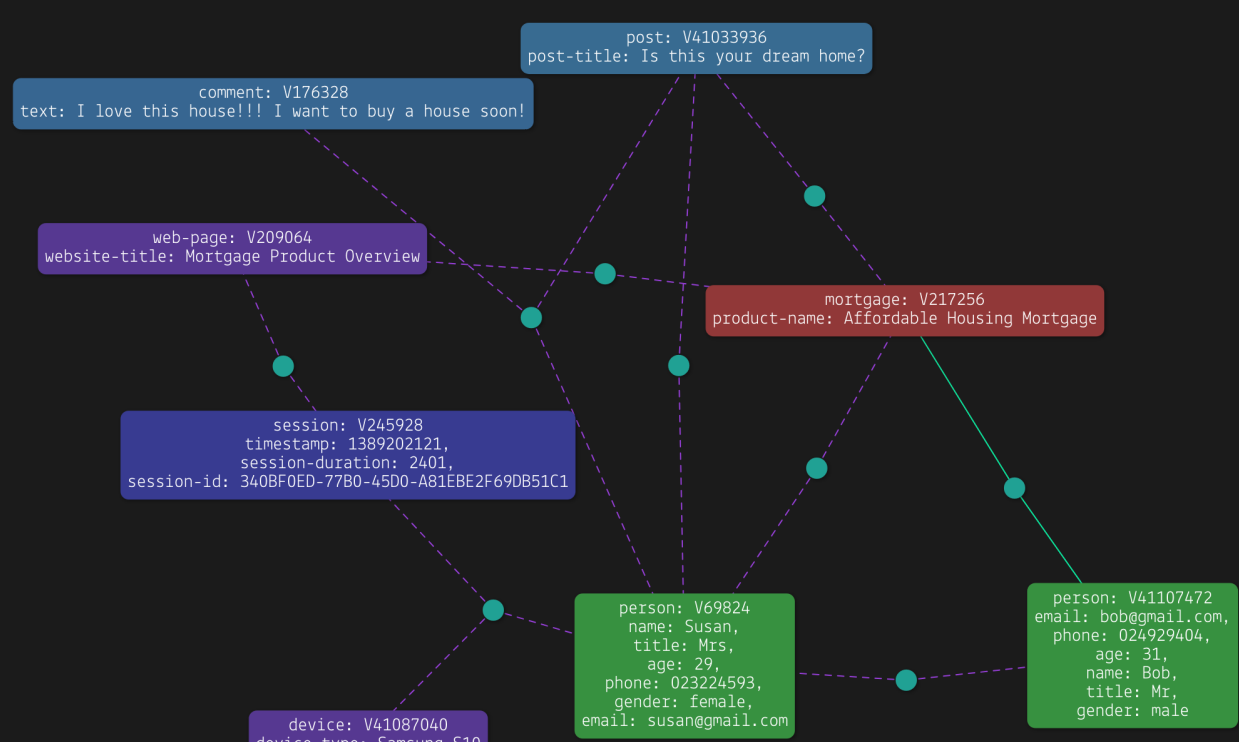 post: V41033936
post-title: Is this your dream home?
comment: V176328
text: I love this house!!! I want to buy a house soon!
web-page: V209064
website-title: Mortgage Product Overview
mortgage: V217256
product-name: Affordable Housing Mortgage
session: V245928
timestamp: 1389202121,
session-duration: 2401,
session-id: 340BF0ED-77B0-45D0-A81EBE2F69DB51C1
person: V69824
name: Susan,
title: Mrs,
age: 29,
phone: 023224593,
gender: female,
email: susan@gmail.com
person: V41107472
email: bob@gmail.com,
phone: 024929404,
age: 31,
name: Bob,
title: Mr,
gender: male
device: V41087040
device-type: Samsung S10